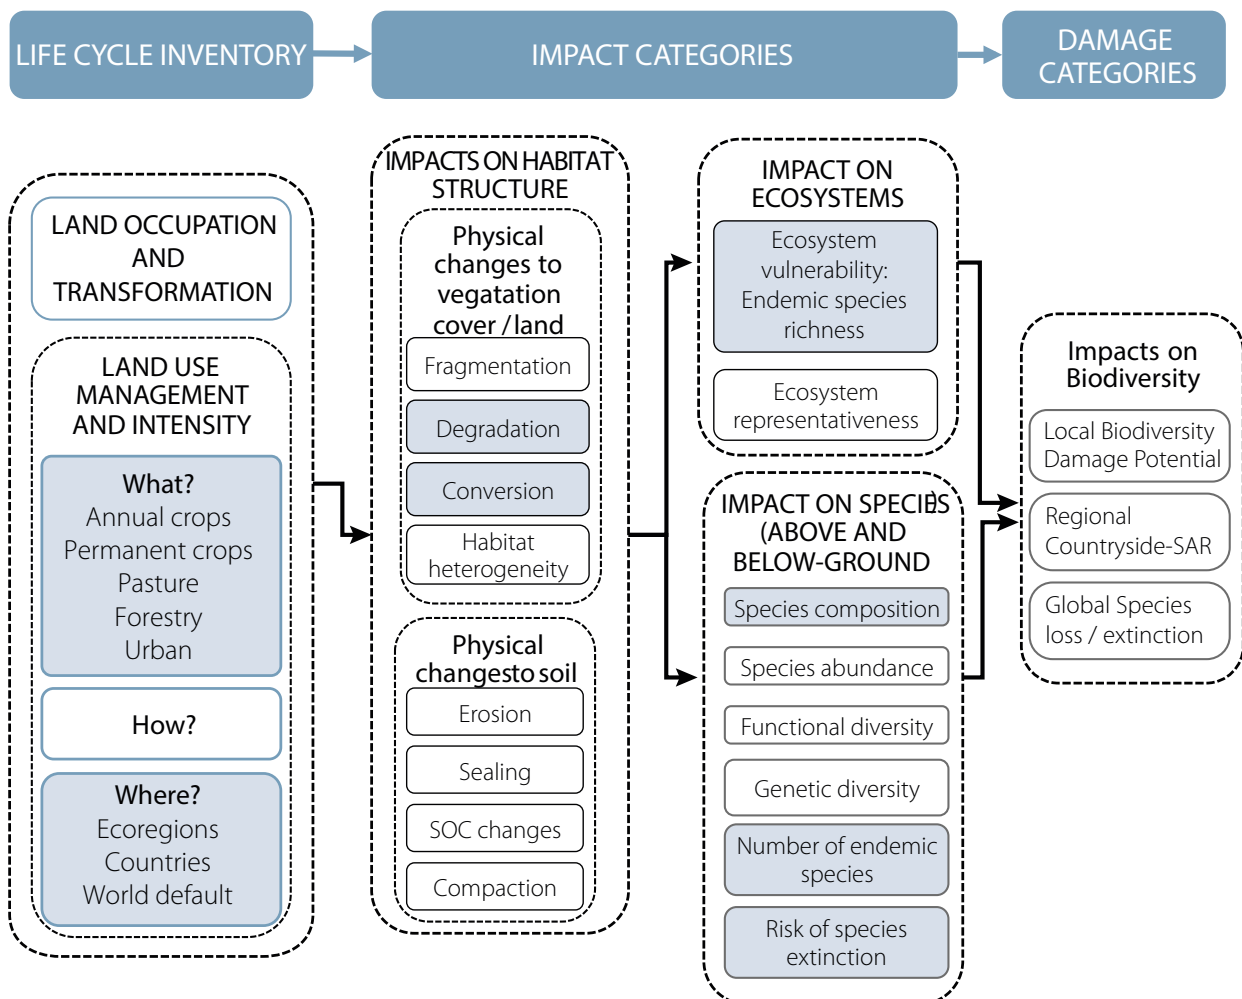 LIFE CYCLE INVENTORY
IMPACT CATEGORIES
DAMAGE
CATEGORIES
LAND OCCUPATION
AND
TRANSFORMATION
LAND USE
MANAGEMENT
AND INTENSITY
What?
Annual crops
Permanent crops
Pasture
Forestry
Urban
How?
Where?
Ecoregions
Countries
World default
IMPACTS ON HABITAT
STRUCTURE
Physical
changes to
vegatation
cover / land
Fragmentation
Degradation
Conversion
Habitat
heterogeneity
Physical
changesto soil
Erosion
Sealing
SOC changes
Compaction
IMPACT ON
ECOSYSTEMS
Ecosystem
vulnerability:
Endemic species
richness
Ecosystem
representativeness
IMPACT ON SPECIES)
(ABOVE AND
BELOW-GROUND
Species composition
Species abundance
Functional diversity
Genetic diversity
Number of endemic
species
Risk of species
extinction
Impacts on
Biodiversity
Local Biodiversity
Damage Potential
Regional
Countryside-SAR
Global Species
loss / extinction